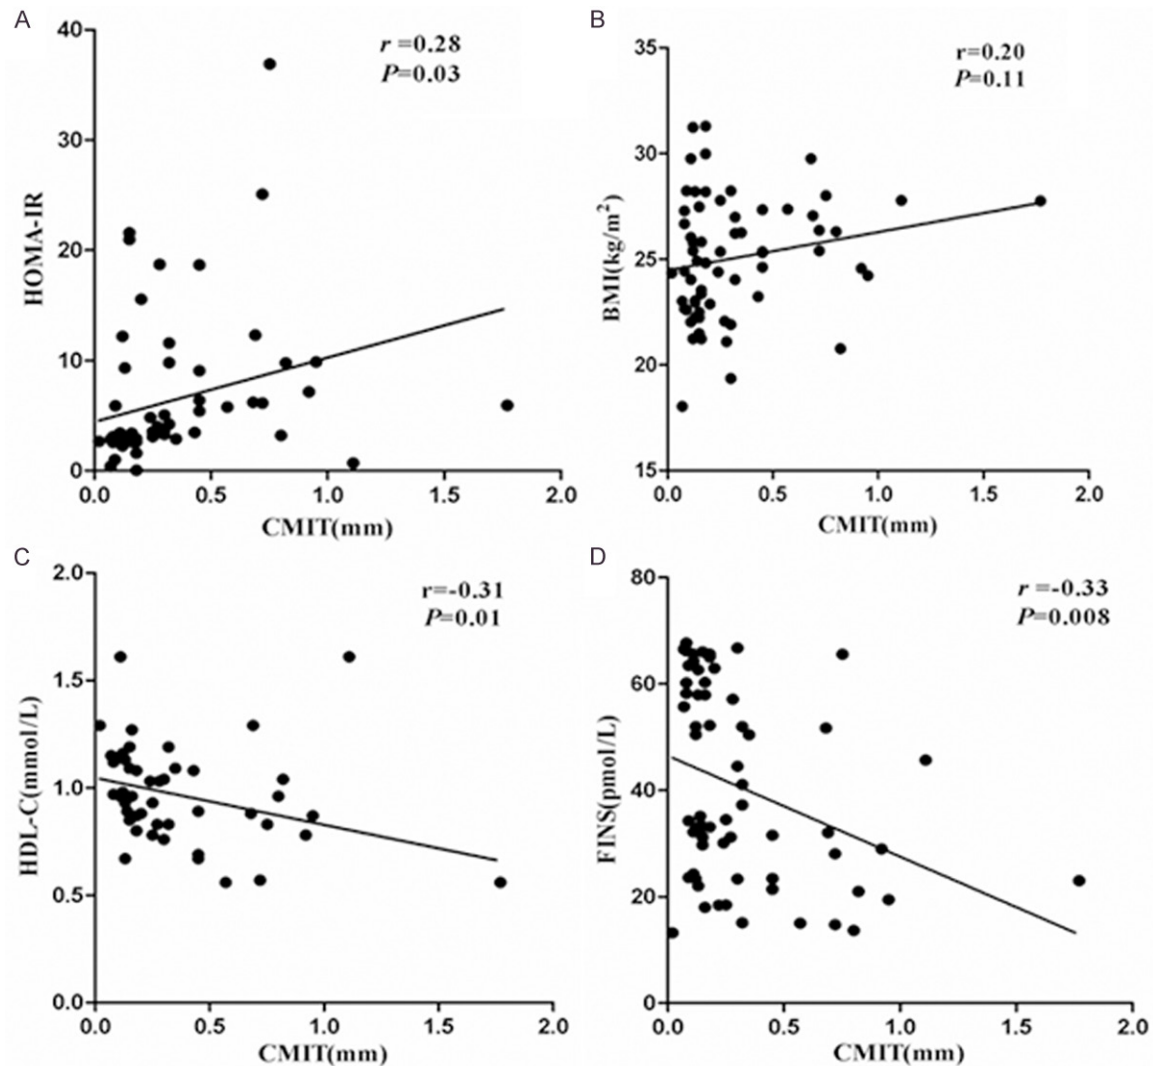 A
r =0.28
P=0.03
HOMA-IR
40
30
20
10
0
0.0 0.5 1.0 1.5 2.0
CMIT(mm)
B
r=0.20
P=0.11
BMI(kg/m²)
35
30
25
20
15
0.0 0.5 1.0 1.5 2.0
CMIT(mm)
C
r=-0.31
P=0.01
HDL-C(mmol/L)
2.0
1.5
1.0
0.5
0.0
0.0 0.5 1.0 1.5 2.0
CMIT(mm)
D
r =-0.33
P=0.008
FINS(pmol/L)
80
60
40
20
0
0.0 0.5 1.0 1.5 2.0
CMIT(mm)